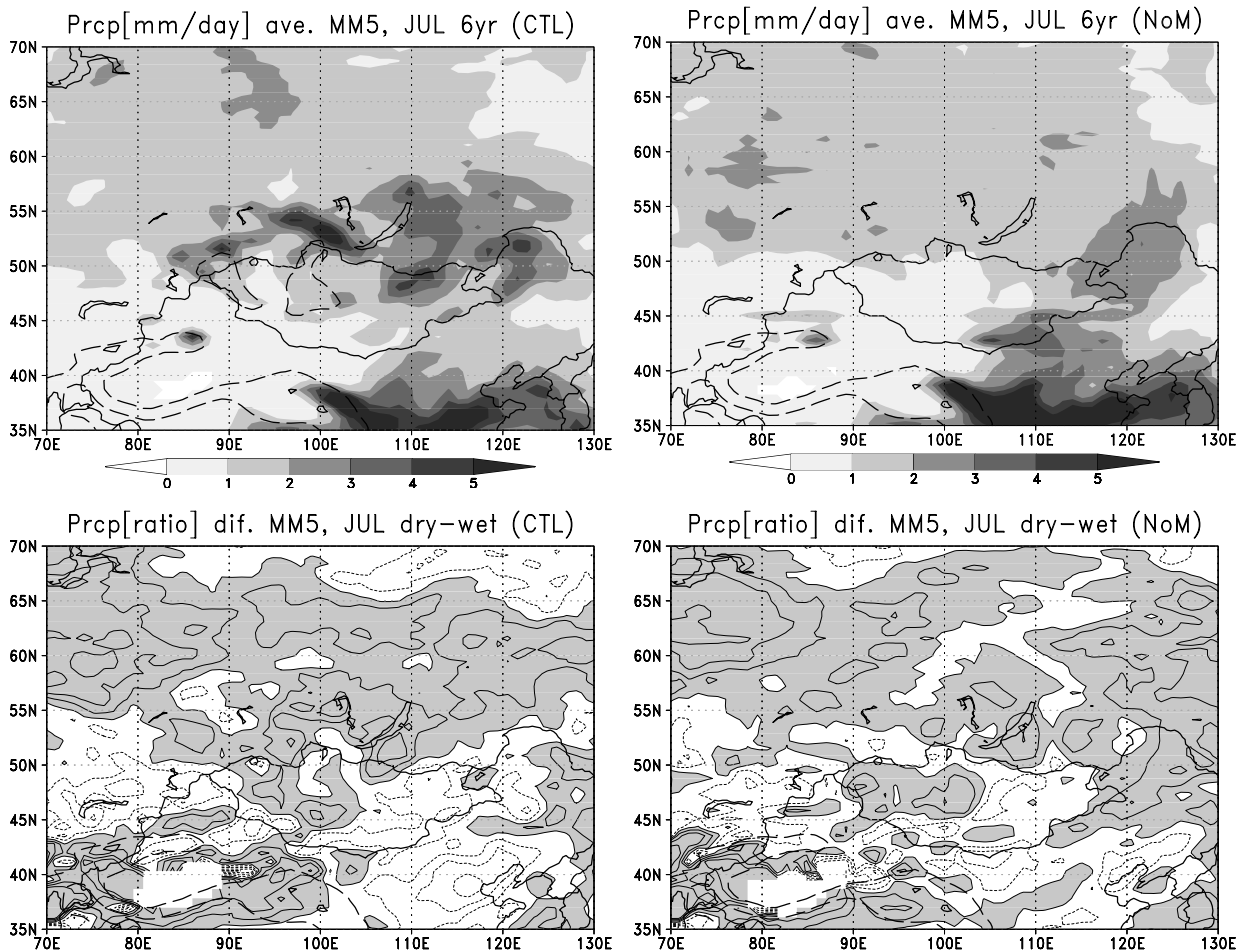 Prcp[mm/day] ave. MM5, JUL 6yr (CTL)
70N
65N
60N
55N
50N
45N
40N
35N
70E 80E 90E 100E 110E 120E 130E
0 1 2 3 4 5
Prcp[mm/day] ave. MM5, JUL 6yr (NoM)
70N
65N
60N
55N
50N
45N
40N
35N
70E 80E 90E 100E 110E 120E 130E
0 1 2 3 4 5
Prcp[ratio] dif. MM5, JUL dry-wet (CTL)
70N
65N
60N
55N
50N
45N
40N
35N
70E 80E 90E 100E 110E 120E 130E
Prcp[ratio] dif. MM5, JUL dry-wet (NoM)
70N
65N
60N
55N
50N
45N
40N
35N
70E 80E 90E 100E 110E 120E 130E